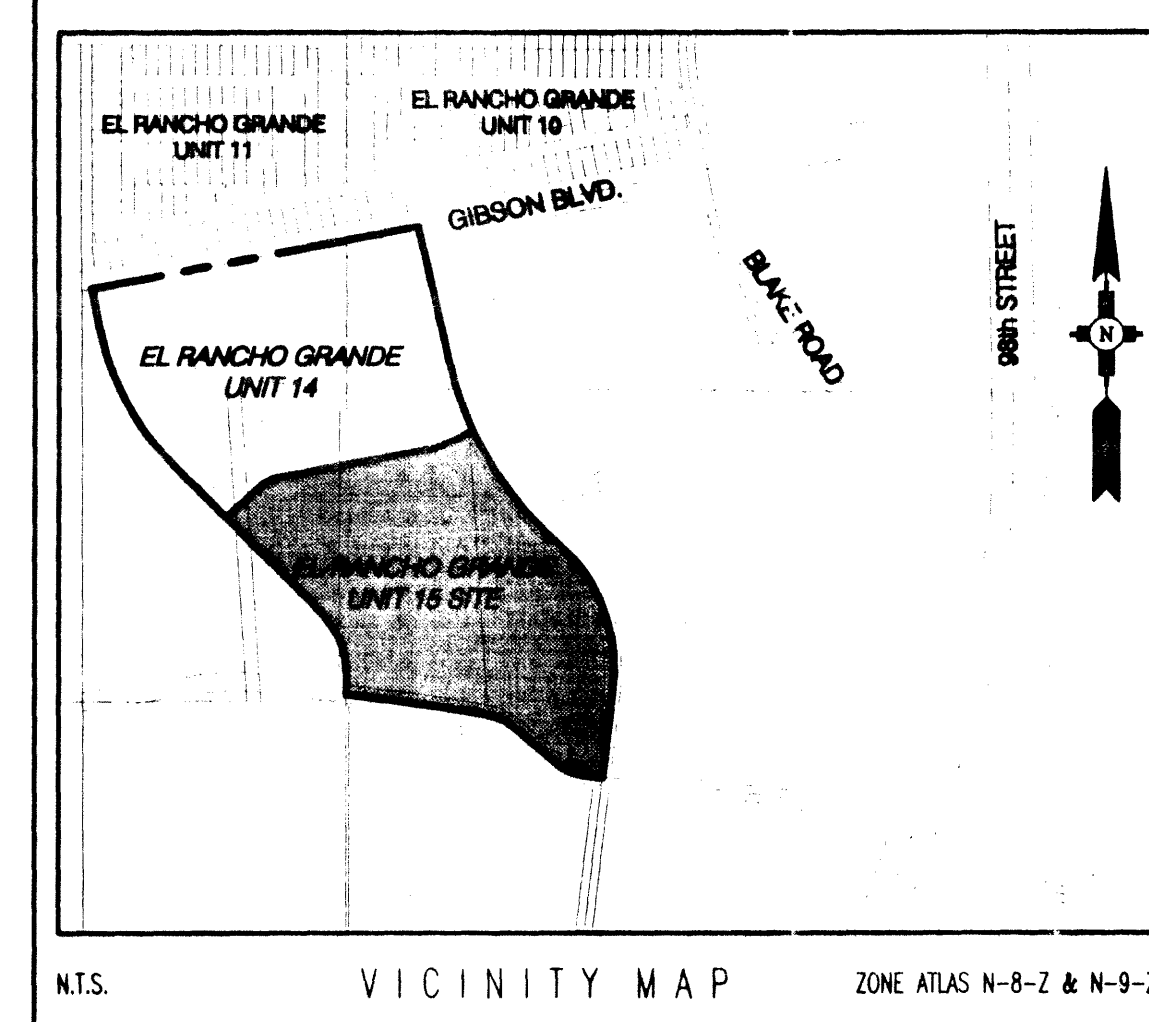 EL RANCHO GRANDE
UNIT 11
EL RANCHO GRANDE
UNIT 10
GIBSON BLVD.
BLAKE ROAD
98th STREET
N
EL RANCHO GRANDE
UNIT 14
EL RANCHO GRANDE
UNIT 15 SITE
N.T.S.
VICINITY MAP
ZONE ATLAS N-8-Z & N-9-Z